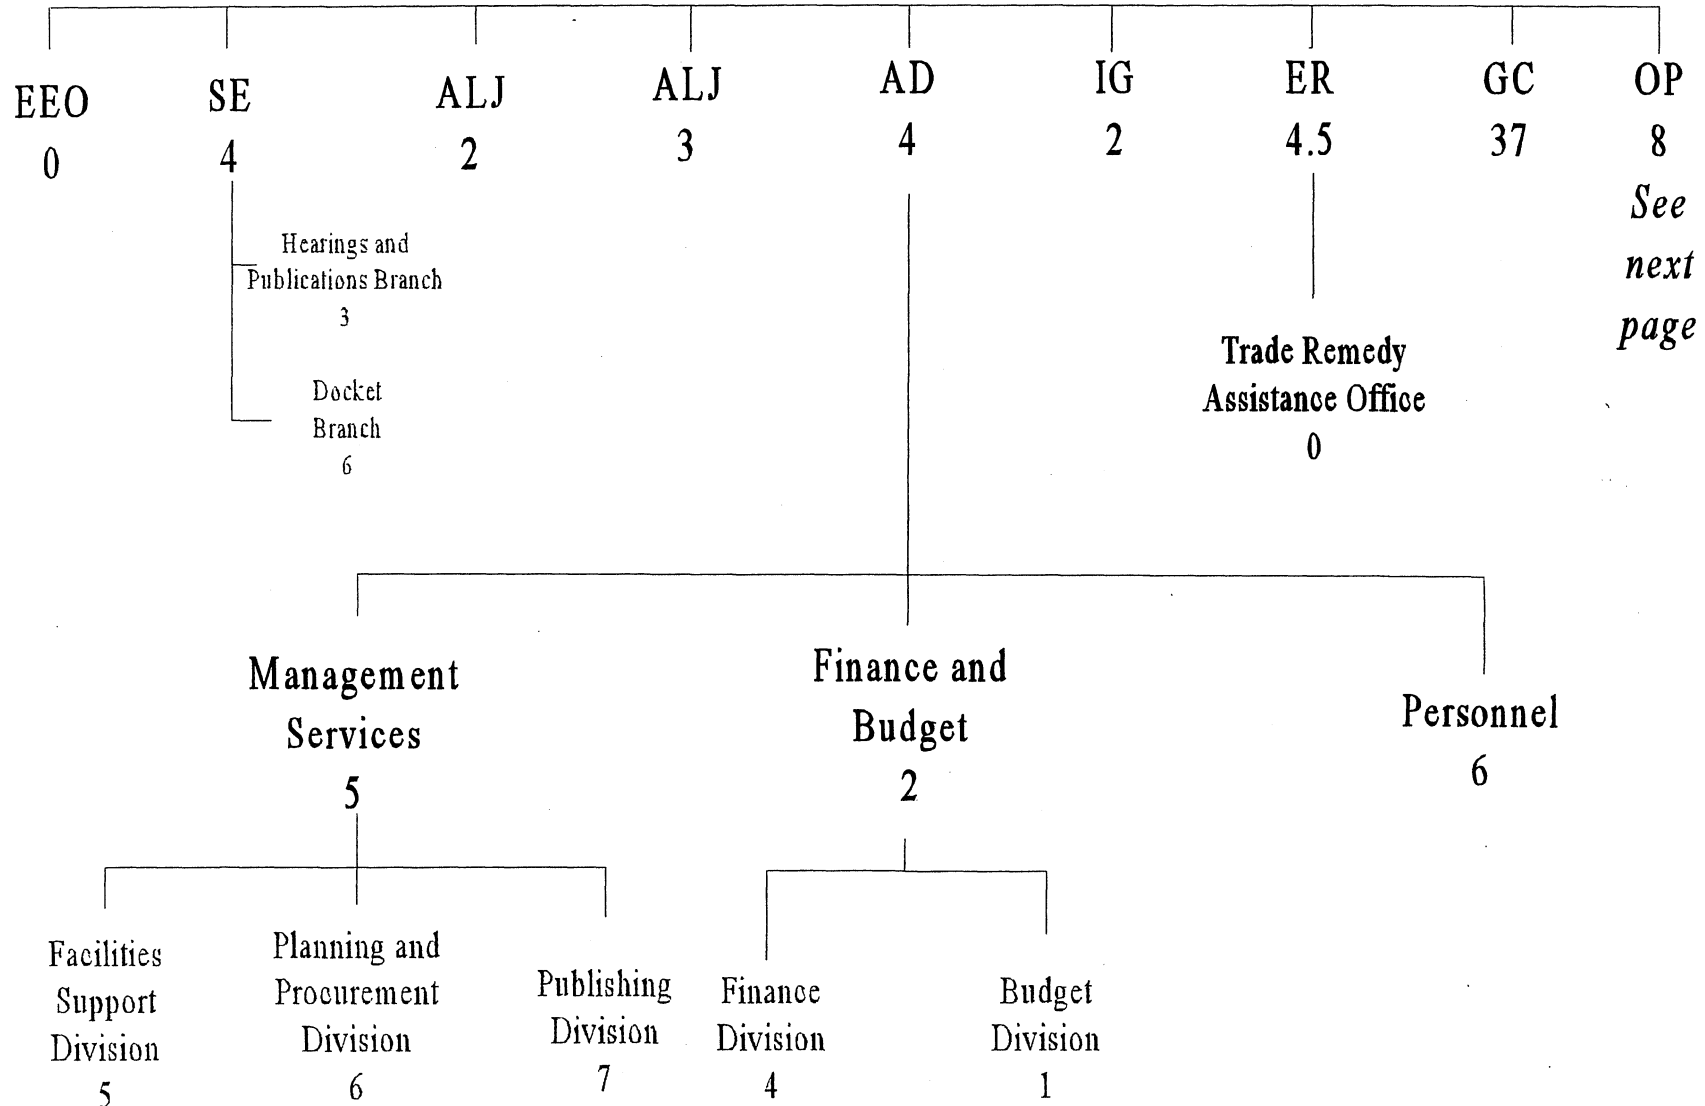 EEO
0
SE
4
ALJ
2
ALJ
3
AD
4
IG
2
ER
4.5
GC
37
OP
8
See
next
page
Hearings and
Publications Branch
3
Docket
Branch
6
Trade Remedy
Assistance Office
0
Management
Services
5
Finance and
Budget
2
Personnel
6
Facilities
Support
Division
5
Planning and
Procurement
Division
6
Publishing
Division
7
Finance
Division
4
Budget
Division
1